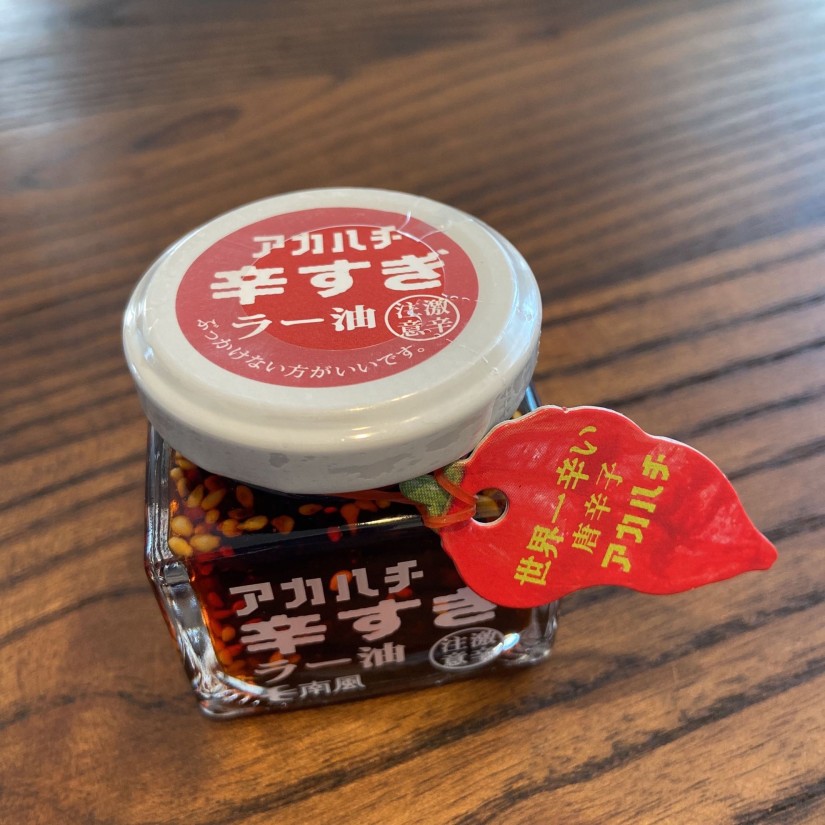 アカハチ
辛すぎ
ラー油
激辛
注意
ぶっかけない方がいいです。
世界一辛い
唐辛子
アカハチ
アカハチ
辛すぎ
ラー油
激辛
注意
南風